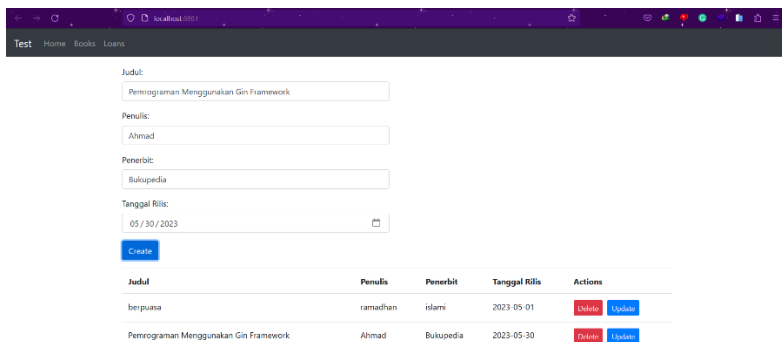 localhost
Test Home Books Loans
Judul:
Pemrograman Menggunakan Gin Framework
Penulis:
Ahmad
Penerbit:
Bukupedia
Tanggal Rilis:
05/30/2023
Create
Judul Penulis Penerbit Tanggal Rilis Actions
berpuasa ramadhan islami 2023-05-01 Delete Update
Pemrograman Menggunakan Gin Framework Ahmad Bukupedia 2023-05-30 Delete Update